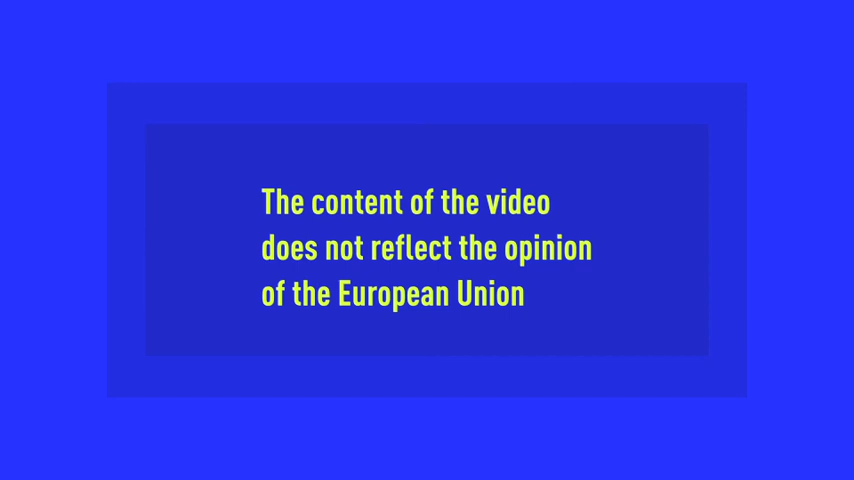 The content of the video
does not reflect the opinion
of the European Union